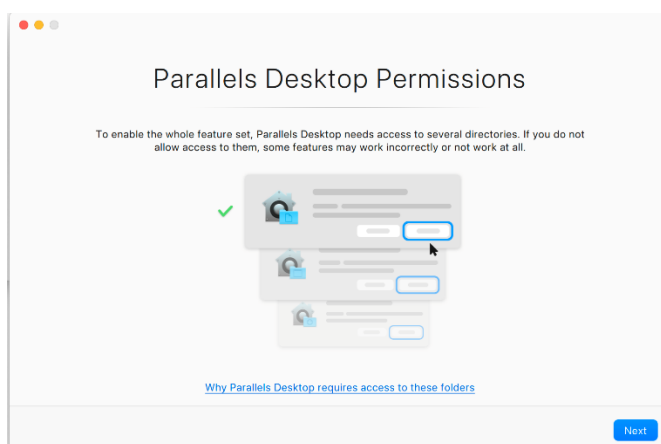 Parallels Desktop Permissions
To enable the whole feature set, Parallels Desktop needs access to several directories. If you do not
allow access to them, some features may work incorrectly or not work at all.
Why Parallels Desktop requires access to these folders
Next